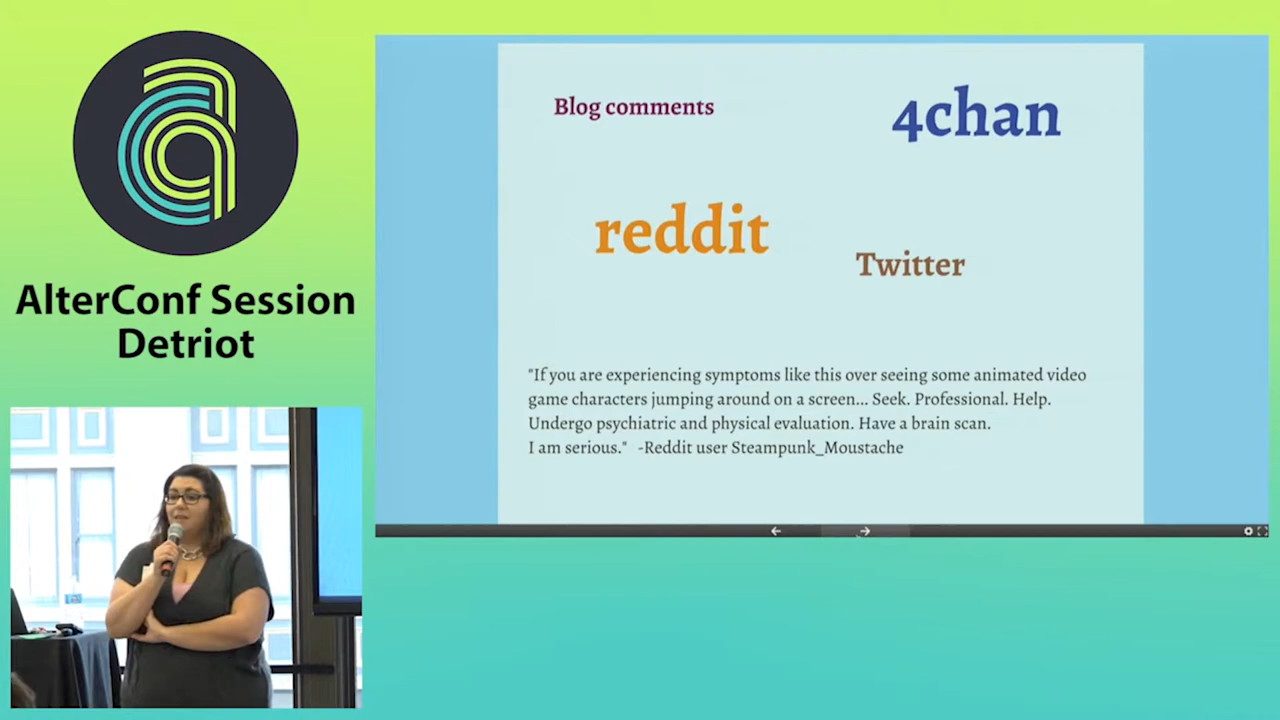 AlterConf Session
Detriot
Blog comments
4chan
reddit
Twitter
"If you are experiencing symptoms like this over seeing some animated video
game characters jumping around on a screen... Seek. Professional. Help.
Undergo psychiatric and physical evaluation. Have a brain scan.
I am serious." -Reddit user Steampunk_Moustache